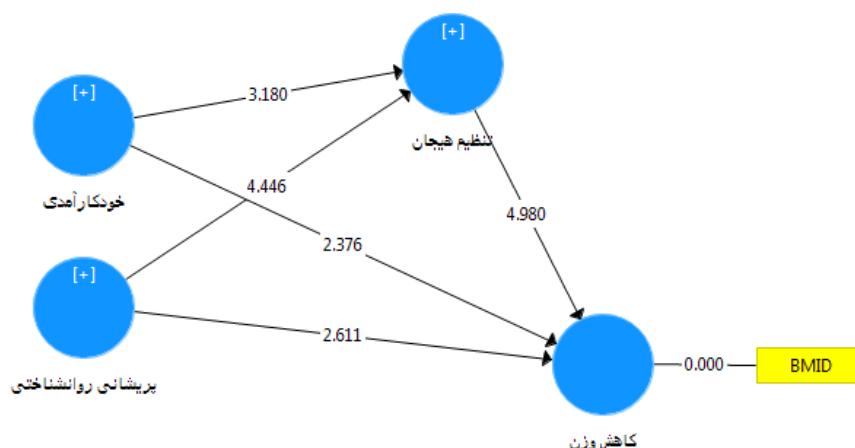 [+]
تنظیم هیجان
[+]
خودکارآمدی
3.180
4.446
4.980
2.376
[+]
پریشانی روانشناختی
2.611
کاهش وزن
0.000
BMID